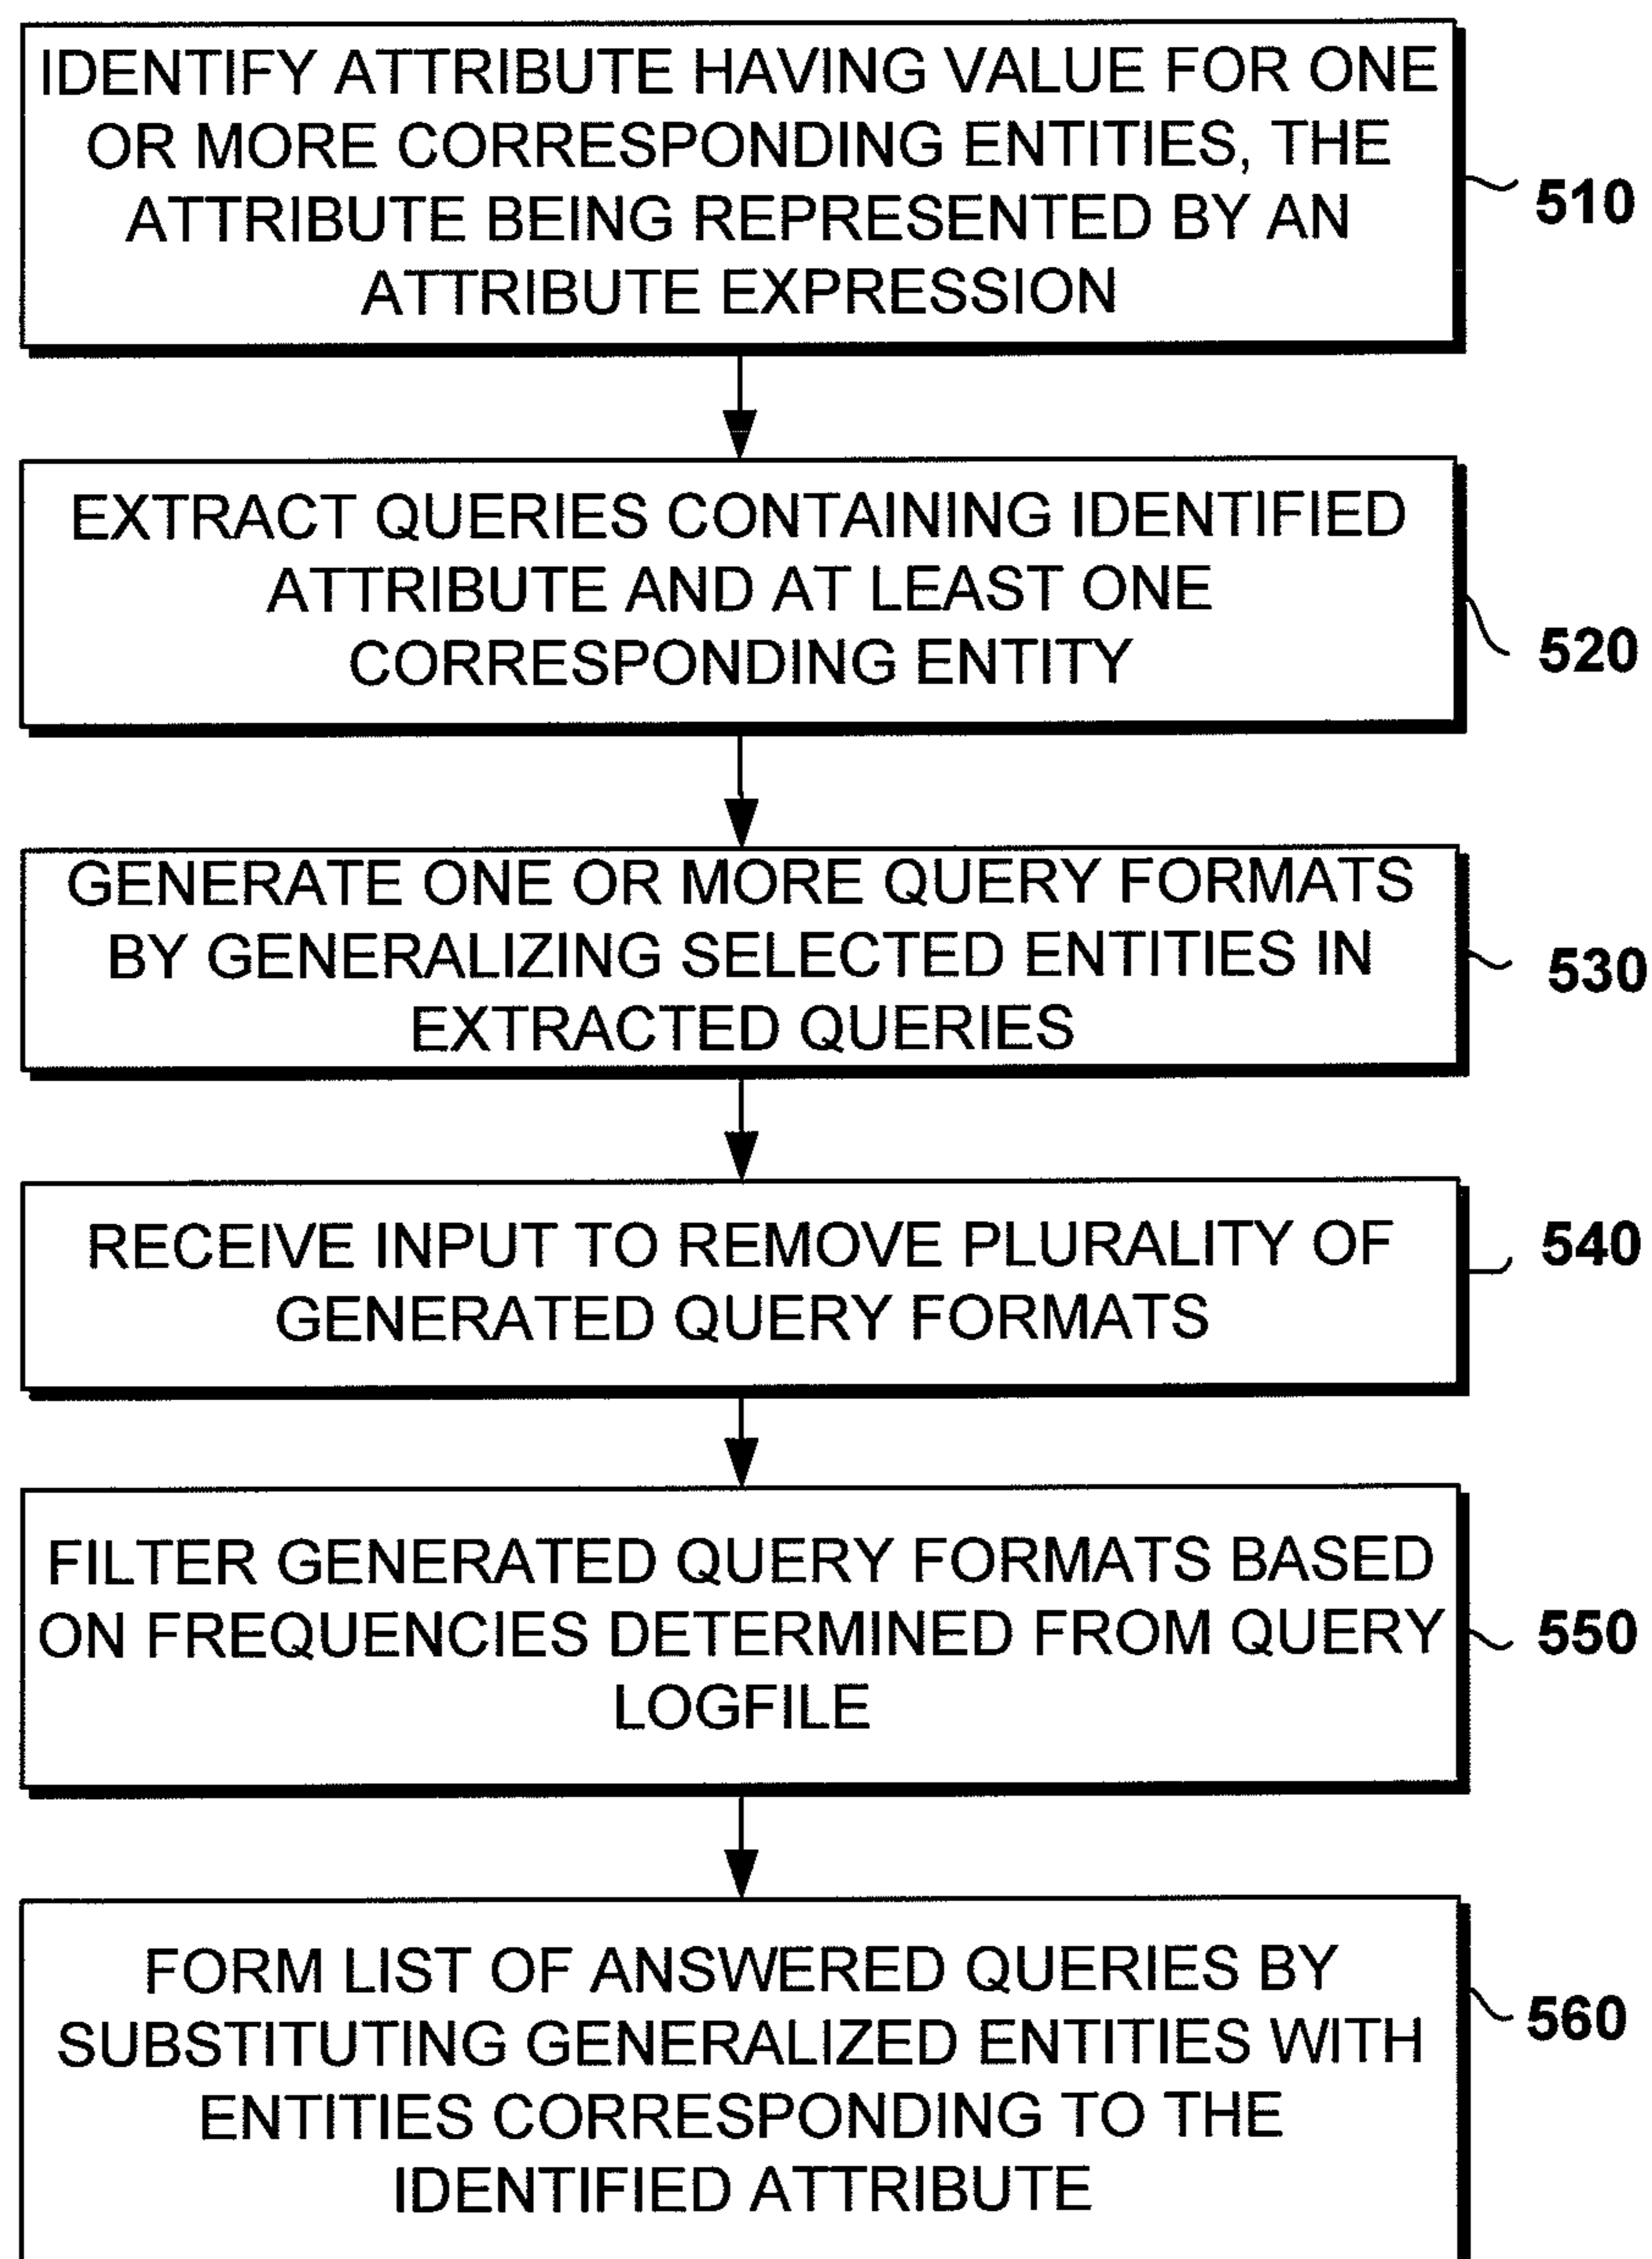 IDENTIFY ATTRIBUTE HAVING VALUE FOR ONE
OR MORE CORRESPONDING ENTITIES, THE
ATTRIBUTE BEING REPRESENTED BY AN
ATTRIBUTE EXPRESSION
510
EXTRACT QUERIES CONTAINING IDENTIFIED
ATTRIBUTE AND AT LEAST ONE
CORRESPONDING ENTITY
520
GENERATE ONE OR MORE QUERY FORMATS
BY GENERALIZING SELECTED ENTITIES IN
EXTRACTED QUERIES
530
RECEIVE INPUT TO REMOVE PLURALITY OF
GENERATED QUERY FORMATS
540
FILTER GENERATED QUERY FORMATS BASED
ON FREQUENCIES DETERMINED FROM QUERY
LOGFILE
550
FORM LIST OF ANSWERED QUERIES BY
SUBSTITUTING GENERALIZED ENTITIES WITH
ENTITIES CORRESPONDING TO THE
IDENTIFIED ATTRIBUTE
560